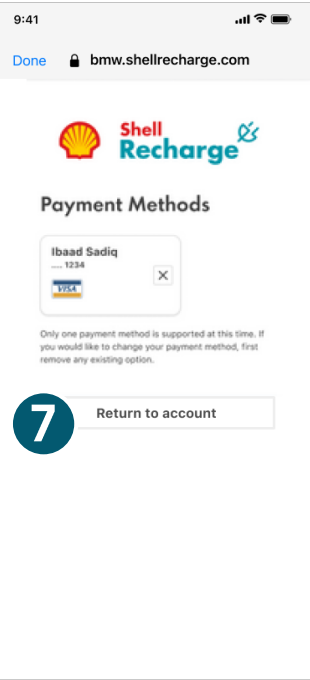 9:41
Done bmw.shellrecharge.com
Shell
Recharge
Payment Methods
Ibaad Sadiq
.... 1234
VISA
Only one payment method is supported at this time. If
you would like to change your payment method, first
remove any existing option.
7 Return to account